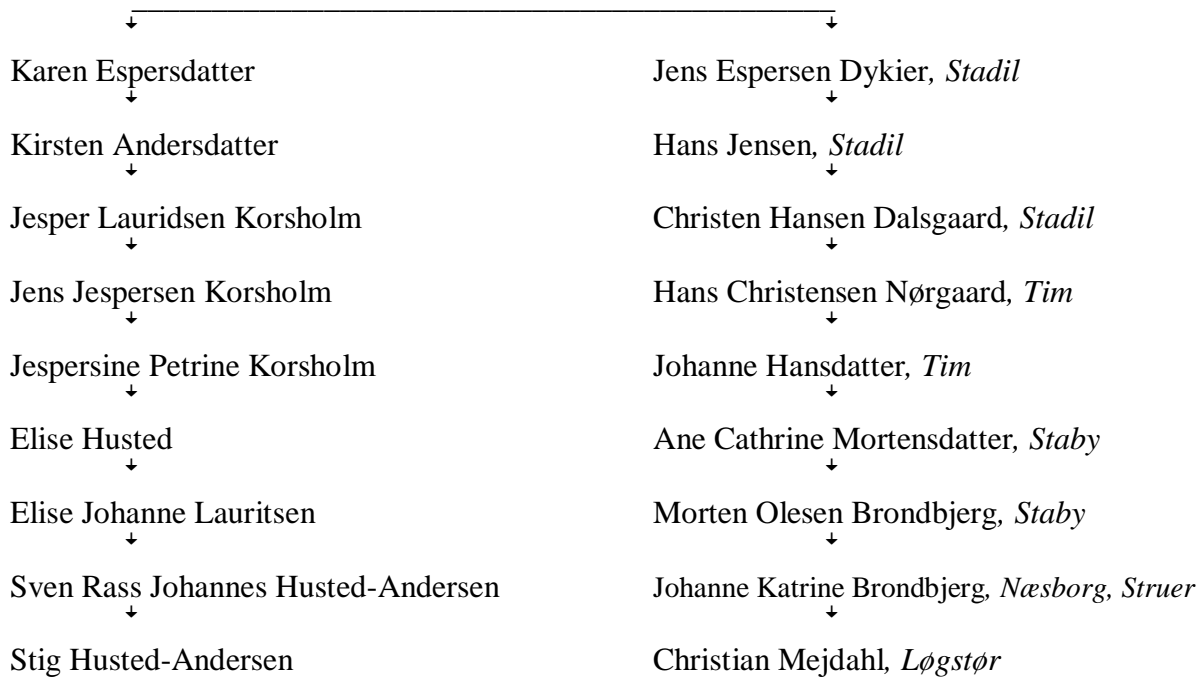 Karen Espersdatter
Jens Espersen Dykier, Stadil
Kirsten Andersdatter
Hans Jensen, Stadil
Jesper Lauridsen Korsholm
Christen Hansen Dalsgaard, Stadil
Jens Jespersen Korsholm
Hans Christensen Nørgaard, Tim
Jespersine Petrine Korsholm
Johanne Hansdatter, Tim
Elise Husted
Ane Cathrine Mortensdatter, Staby
Elise Johanne Lauritsen
Morten Olesen Brondbjerg, Staby
Sven Rass Johannes Husted-Andersen
Johanne Katrine Brondbjerg, Næsborg, Struer
Stig Husted-Andersen
Christian Mejdahl, Løgstør